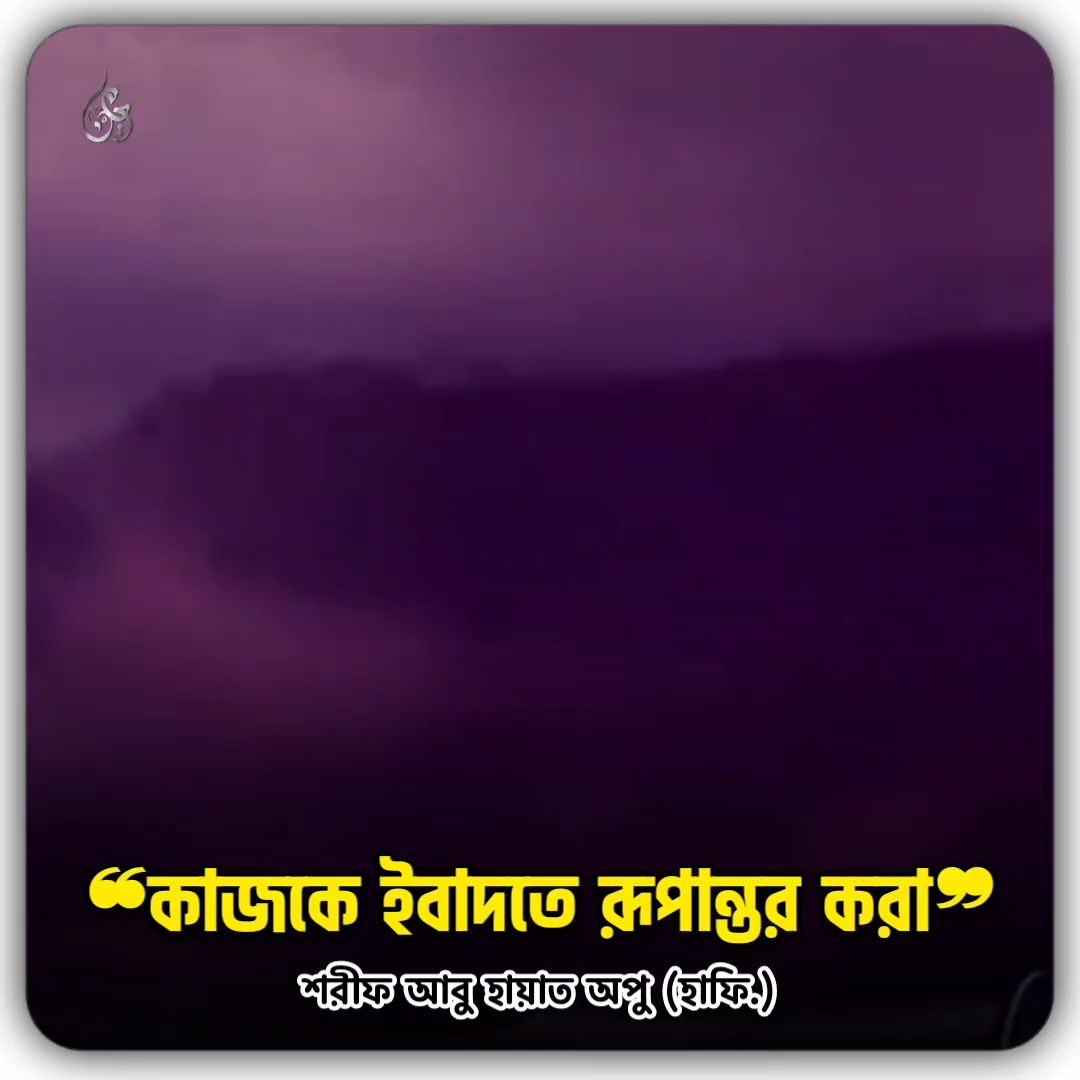 “কাজকে ইবাদতে রূপান্তর করা”
শরীফ আবু হায়াত অপু (হাফি.)